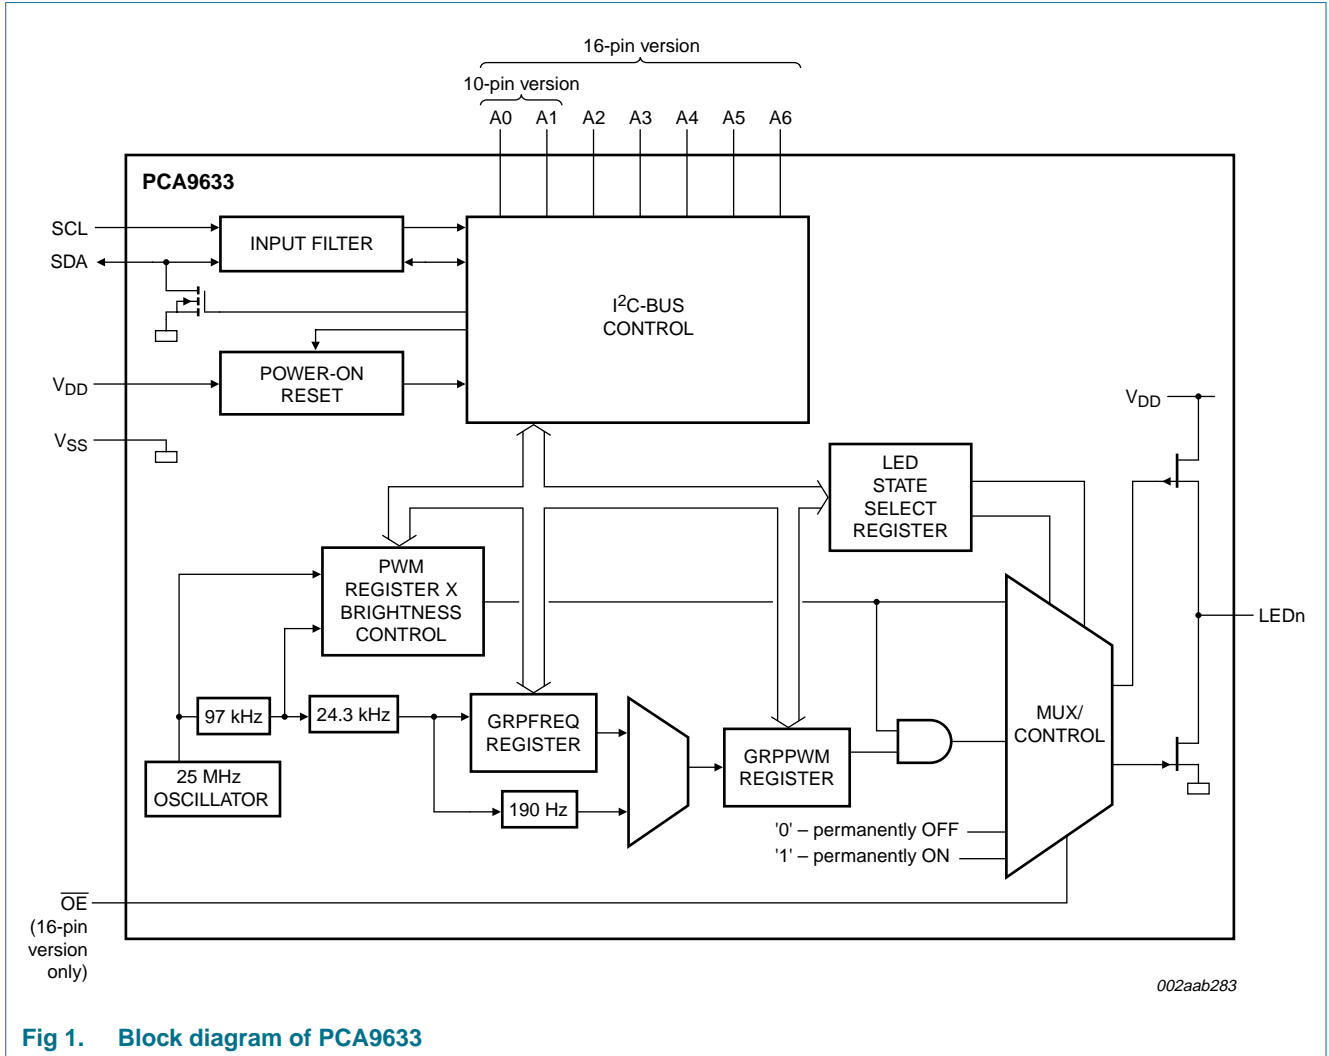 16-pin version
10-pin version
A0 A1 A2 A3 A4 A5 A6
PCA9633
SCL
SDA
INPUT FILTER
I2C-BUS
CONTROL
POWER-ON
RESET
VDD
VSS
VDD
LED
STATE
SELECT
REGISTER
PWM
REGISTER X
BRIGHTNESS
CONTROL
LEDn
97 kHz
24.3 kHz
GRPFREQ
REGISTER
190 Hz
GRPPWM
REGISTER
MUX/
CONTROL
25 MHz
OSCILLATOR
'0' – permanently OFF
'1' – permanently ON
OE
(16-pin
version
only)
002aab283
Fig 1. Block diagram of PCA9633